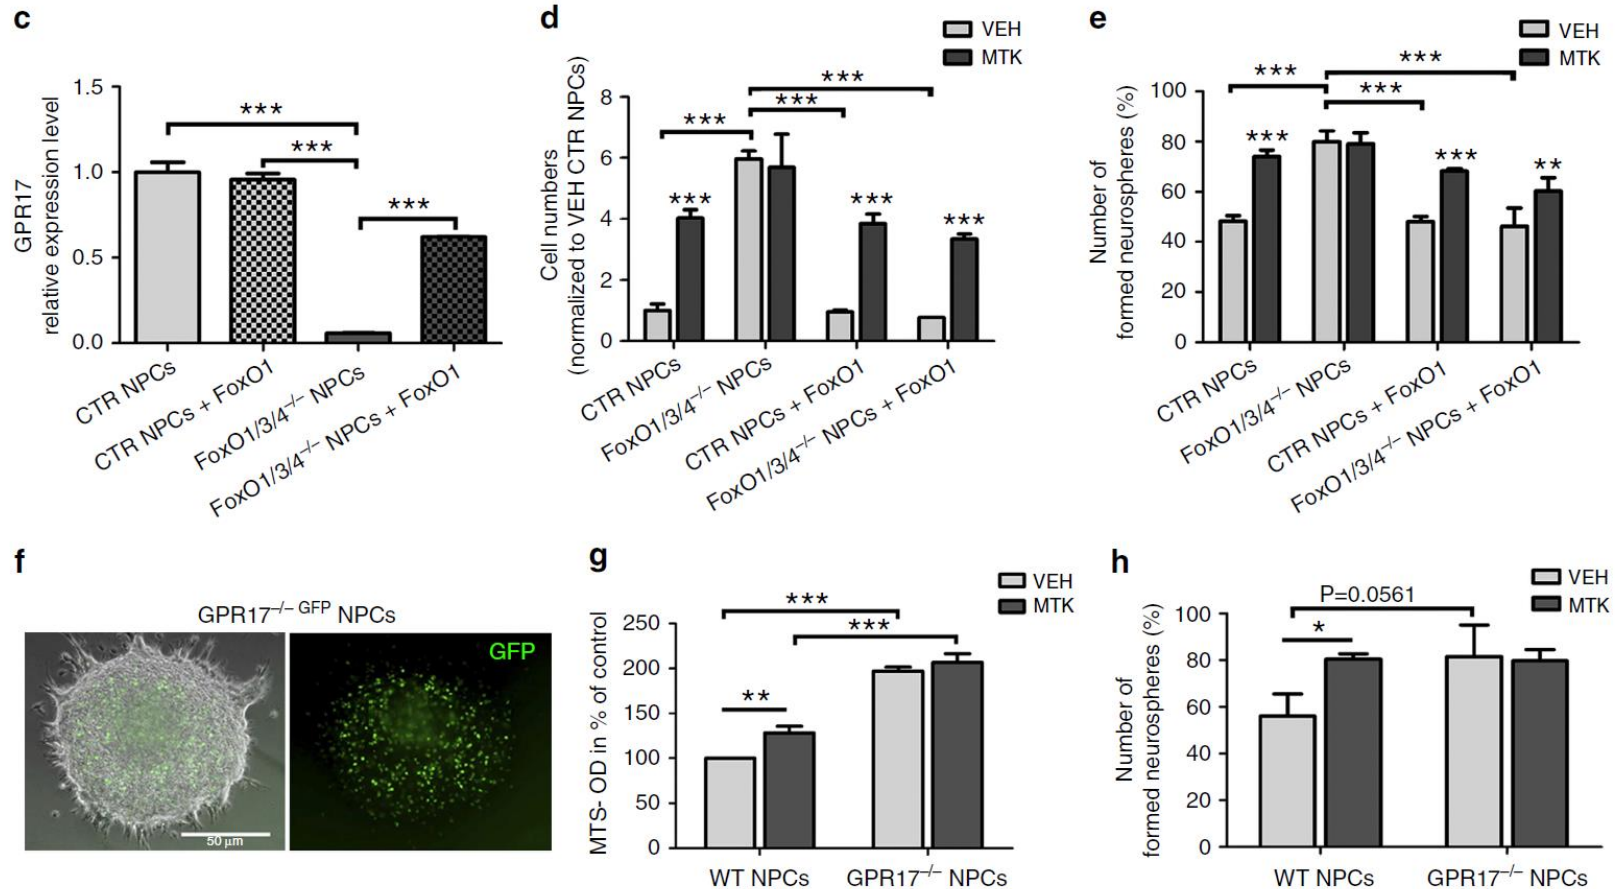 c
GPR17
relative expression level
1.5
1.0
0.5
0.0
***
***
***
CTR NPCs
CTR NPCs + FoxO1
FoxO1/3/4–/– NPCs
FoxO1/3/4–/– NPCs + FoxO1
d
VEH
MTK
Cell numbers
(normalized to VEH CTR NPCs)
8
6
4
2
0
***
***
***
***
***
***
CTR NPCs
FoxO1/3/4–/– NPCs
CTR NPCs + FoxO1
FoxO1/3/4–/– NPCs + FoxO1
e
VEH
MTK
Number of
formed neurospheres (%)
100
80
60
40
20
0
***
***
***
***
***
**
CTR NPCs
FoxO1/3/4–/– NPCs
CTR NPCs + FoxO1
FoxO1/3/4–/– NPCs + FoxO1
f
GPR17–/– GFP NPCs
GFP
50 µm
g
VEH
MTK
MTS- OD in % of control
250
200
150
100
50
0
***
***
**
WT NPCs
GPR17–/– NPCs
h
VEH
MTK
Number of
formed neurospheres (%)
100
80
60
40
20
0
P=0.0561
*
WT NPCs
GPR17–/– NPCs